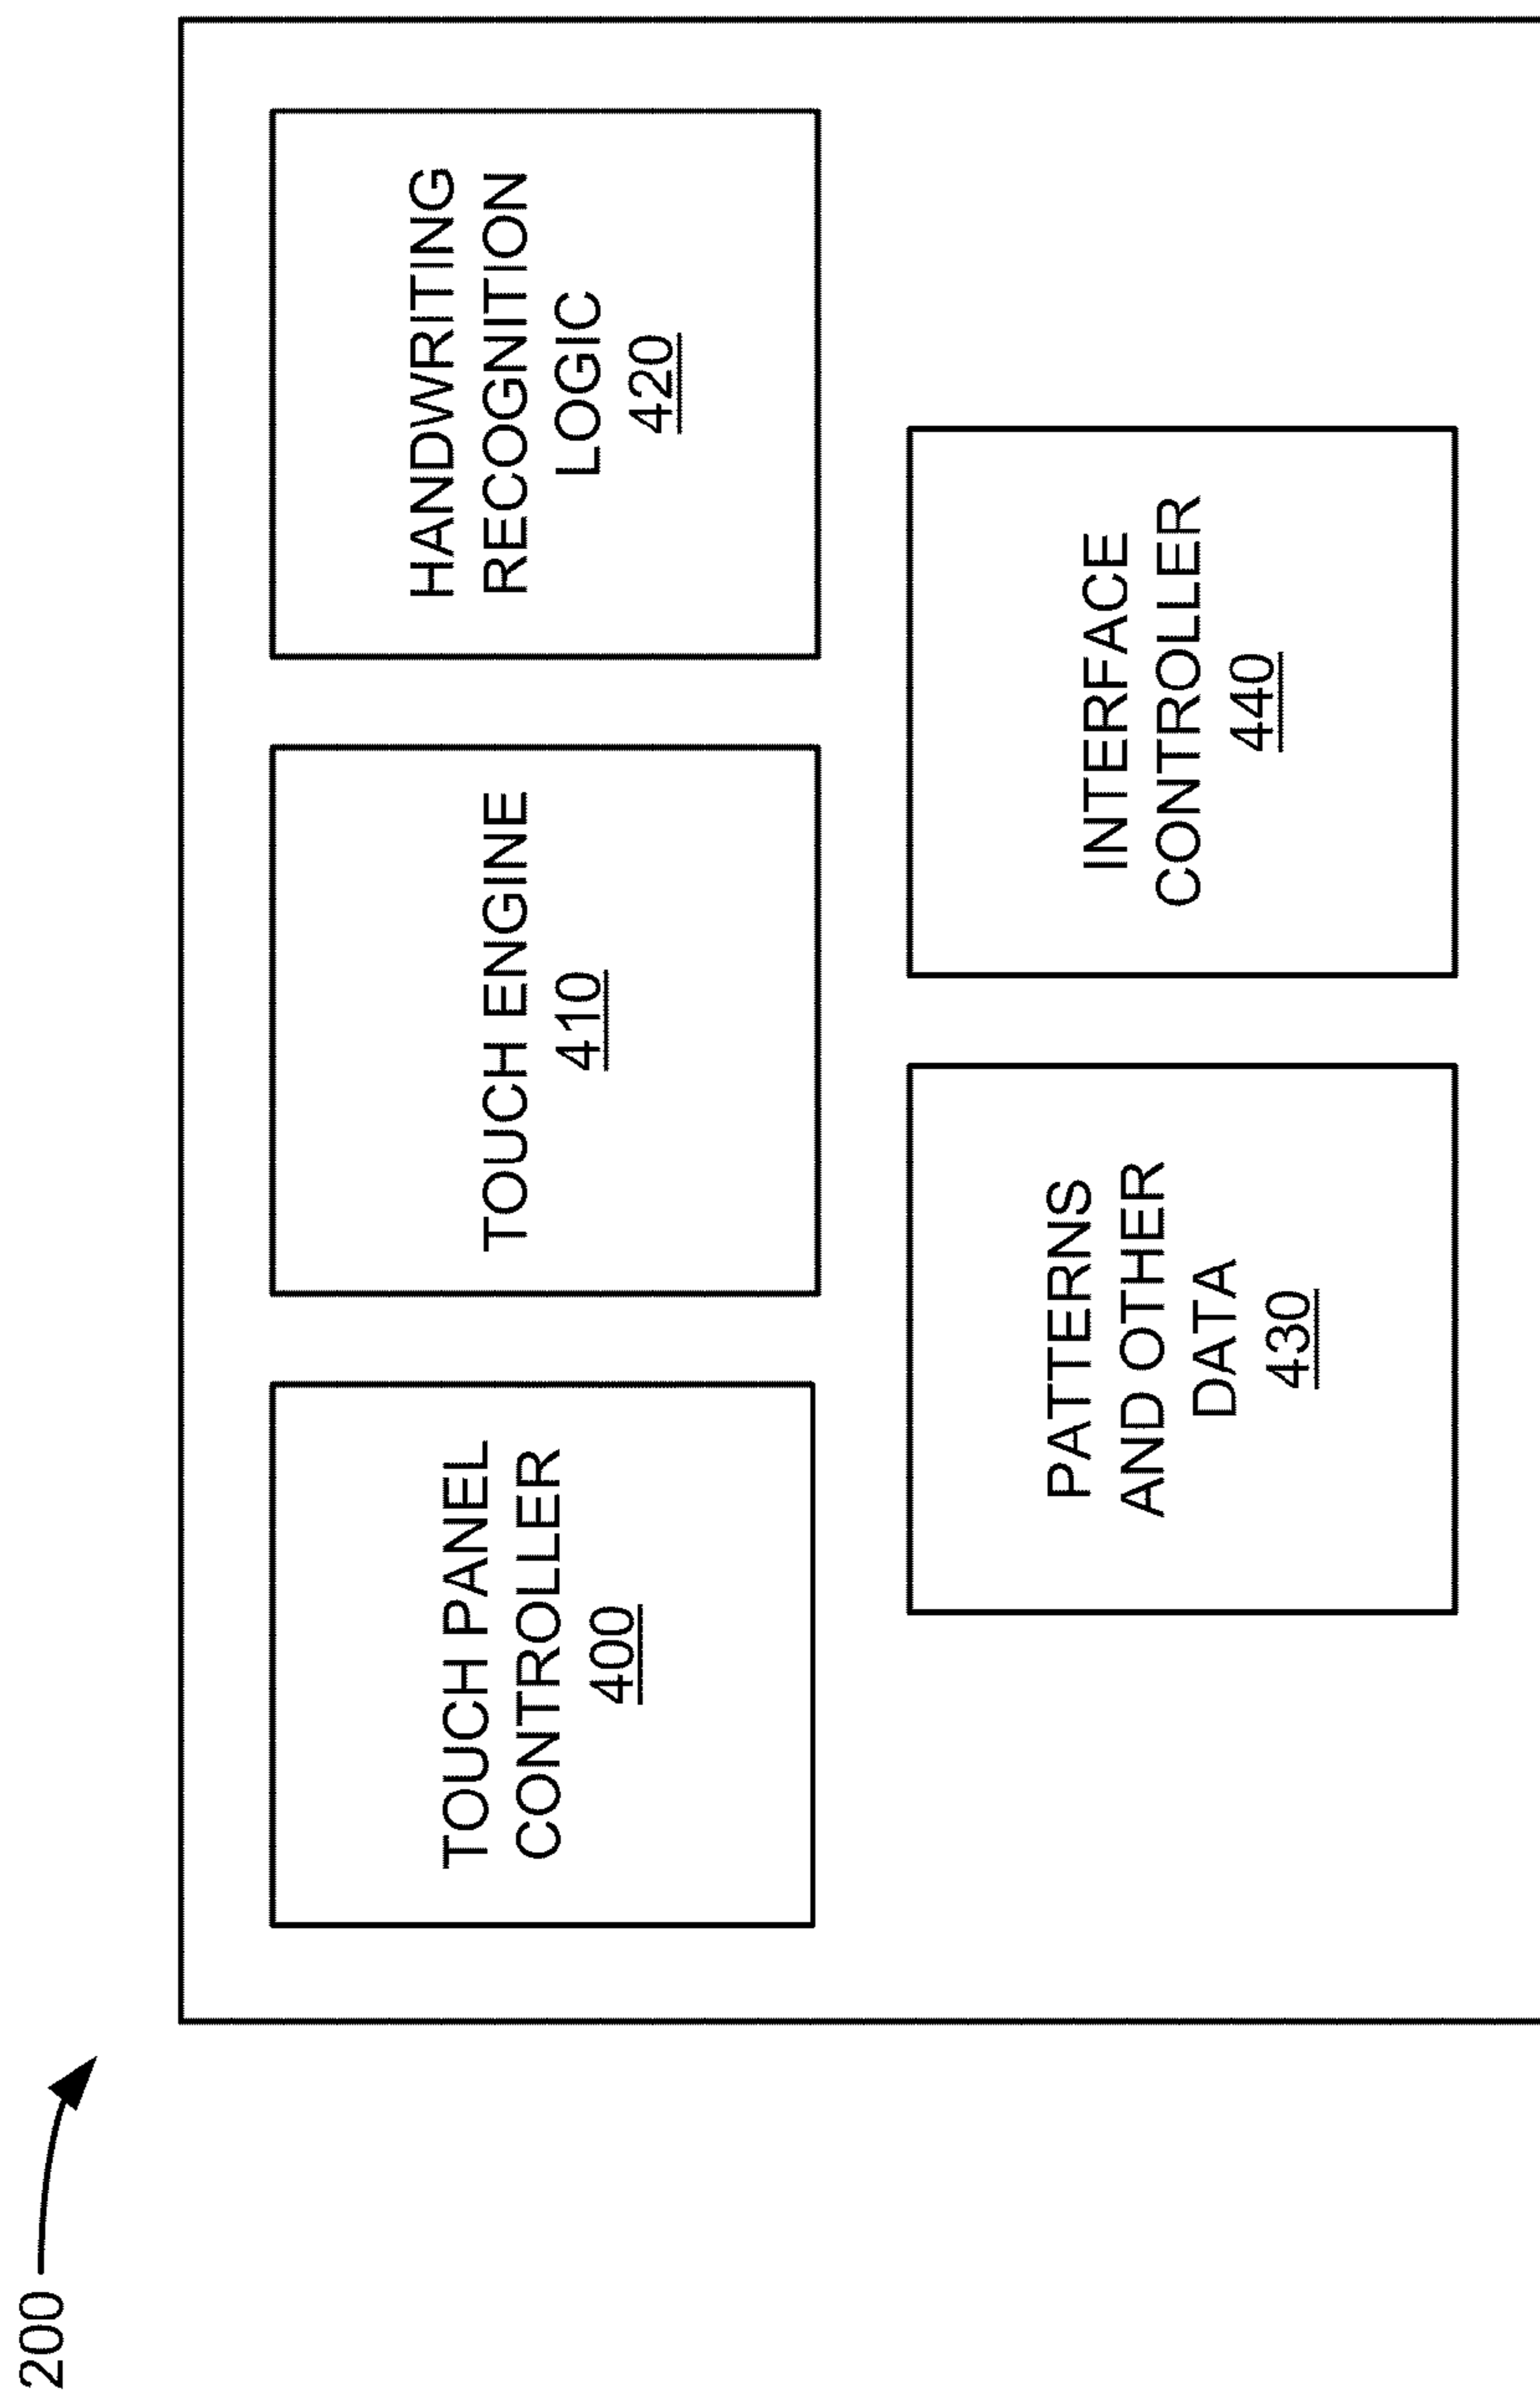 200
TOUCH PANEL
CONTROLLER
400
TOUCH ENGINE
410
HANDWRITING
RECOGNITION
LOGIC
420
PATTERNS
AND OTHER
DATA
430
INTERFACE
CONTROLLER
440